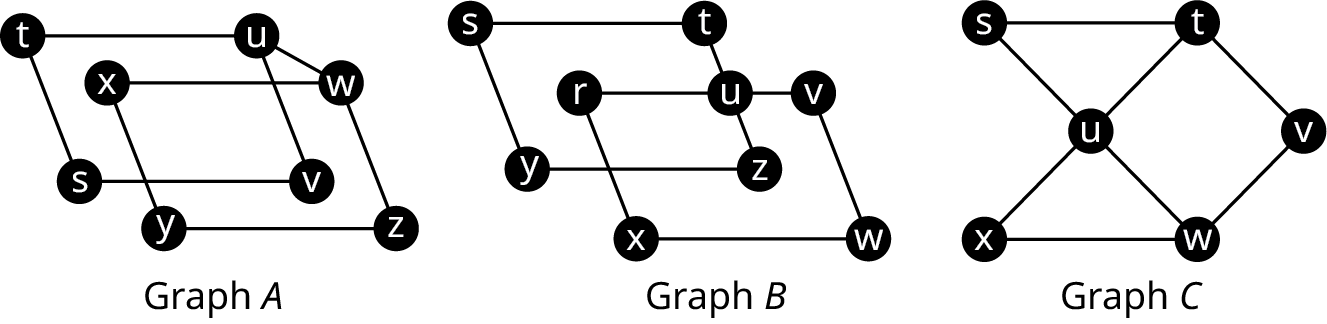 t u
x w
s v
y z
Graph A
s t
r u v
y z
x w
Graph B
s t
u v
x w
Graph C